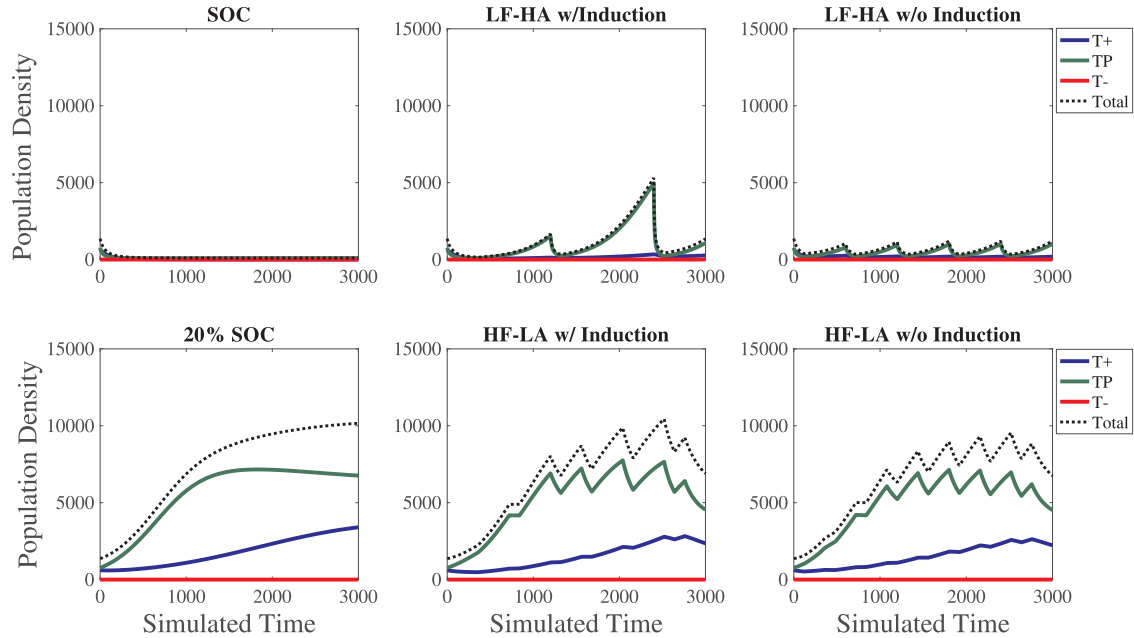 SOC
LF-HA w/Induction
LF-HA w/o Induction
15000
10000
5000
0
Population Density
0 1000 2000 3000
15000
10000
5000
0
0 1000 2000 3000
15000
10000
5000
0
0 1000 2000 3000
T+
TP
T-
Total
20% SOC
HF-LA w/ Induction
HF-LA w/o Induction
15000
10000
5000
0
Population Density
0 1000 2000 3000
Simulated Time
15000
10000
5000
0
0 1000 2000 3000
Simulated Time
15000
10000
5000
0
0 1000 2000 3000
Simulated Time
T+
TP
T-
Total